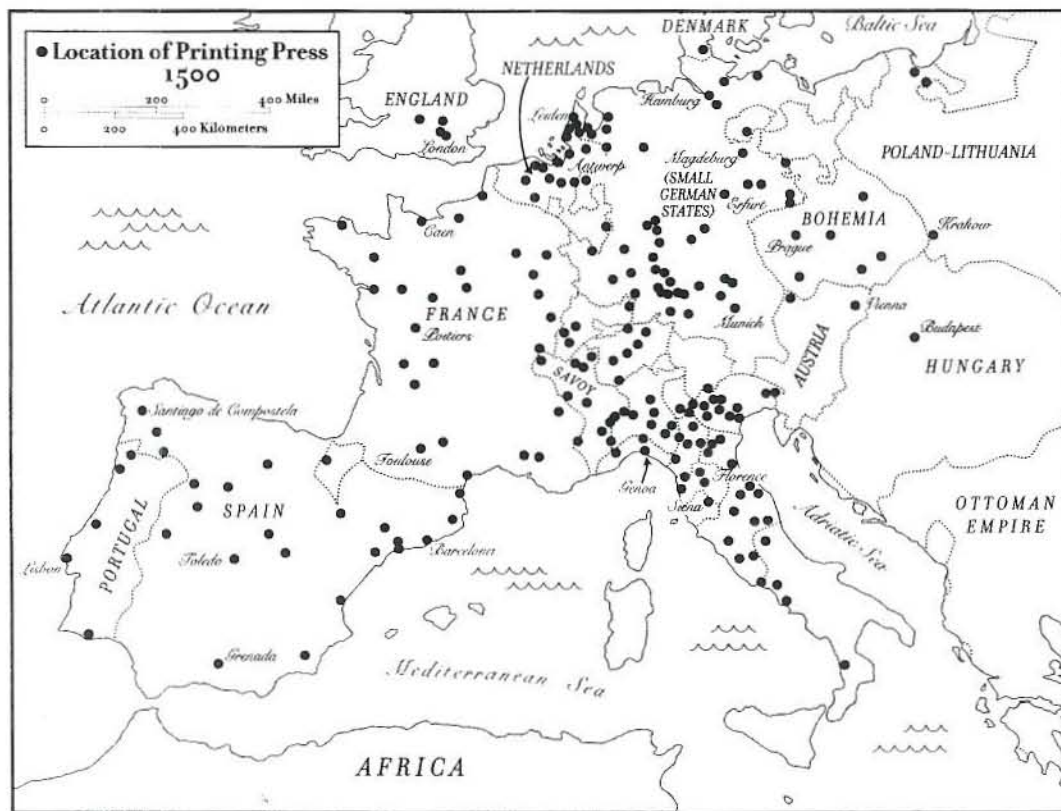 Location of Printing Press
1500
0 200 400 Miles
0 200 400 Kilometers
DENMARK
Baltic Sea
NETHERLANDS
ENGLAND
Hamburg
Leiden
London
Antwerp
Magdeburg
(SMALL
GERMAN
STATES)
POLAND-LITHUANIA
Erfurt
BOHEMIA
Caen
Prague
Krakow
Atlantic Ocean
FRANCE
Poitiers
Munich
Vienna
Budapest
AUSTRIA
HUNGARY
SAVOY
Santiago de Compostela
Toulouse
Genoa
Florence
Siena
SPAIN
PORTUGAL
OTTOMAN
EMPIRE
Adriatic Sea
Lisbon
Toledo
Barcelona
Grenada
Mediterranean Sea
AFRICA